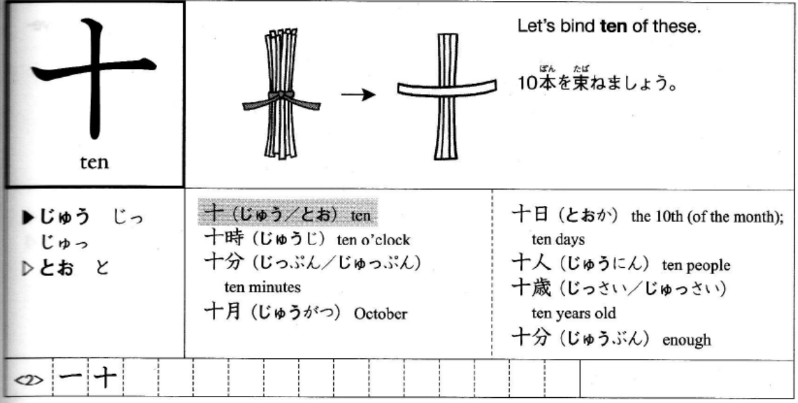 十
ten
Let's bind ten of these.
ぼん たば
10本を束ねましょう。
▶じゅう じっ
じゅっ
▷とお と
十（じゅう／とお） ten
十時（じゅうじ） ten o'clock
十分（じっぷん／じゅっぷん）
ten minutes
十月（じゅうがつ） October
十日（とおか） the 10th (of the month);
ten days
十人（じゅうにん） ten people
十歳（じっさい／じゅっさい）
ten years old
十分（じゅうぶん） enough
<2> 一 十